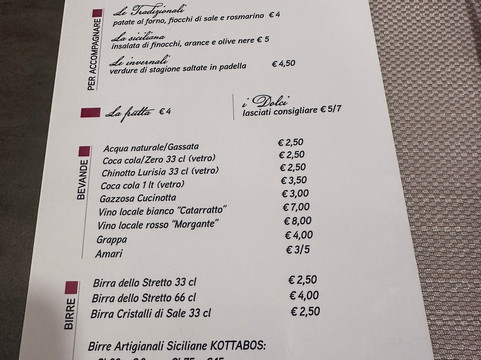 PER ACCOMPAGNARE
Le Tradizionali
patate al forno, fiocchi di sale e rosmarino € 4
La siciliana
insalata di finocchi, arance e olive nere € 5
Le invernali
verdure di stagione saltate in padella € 4,50
La frutta € 4
i Dolci
lasciati consigliare € 5/7
BEVANDE
Acqua naturale/Gassata € 2,50
Coca cola/Zero 33 cl (vetro) € 2,50
Chinotto Lurisia 33 cl (vetro) € 2,50
Coca cola 1 lt (vetro) € 3,50
Gazzosa Cucinotta € 3,00
Vino locale bianco "Catarratto" € 7,00
Vino locale rosso "Morgante" € 8,00
Grappa € 4,00
Amari € 3/5
BIRRE
Birra dello Stretto 33 cl € 2,50
Birra dello Stretto 66 cl € 4,00
Birra Cristalli di Sale 33 cl € 2,50
Birre Artigianali Siciliane KOTTABOS: